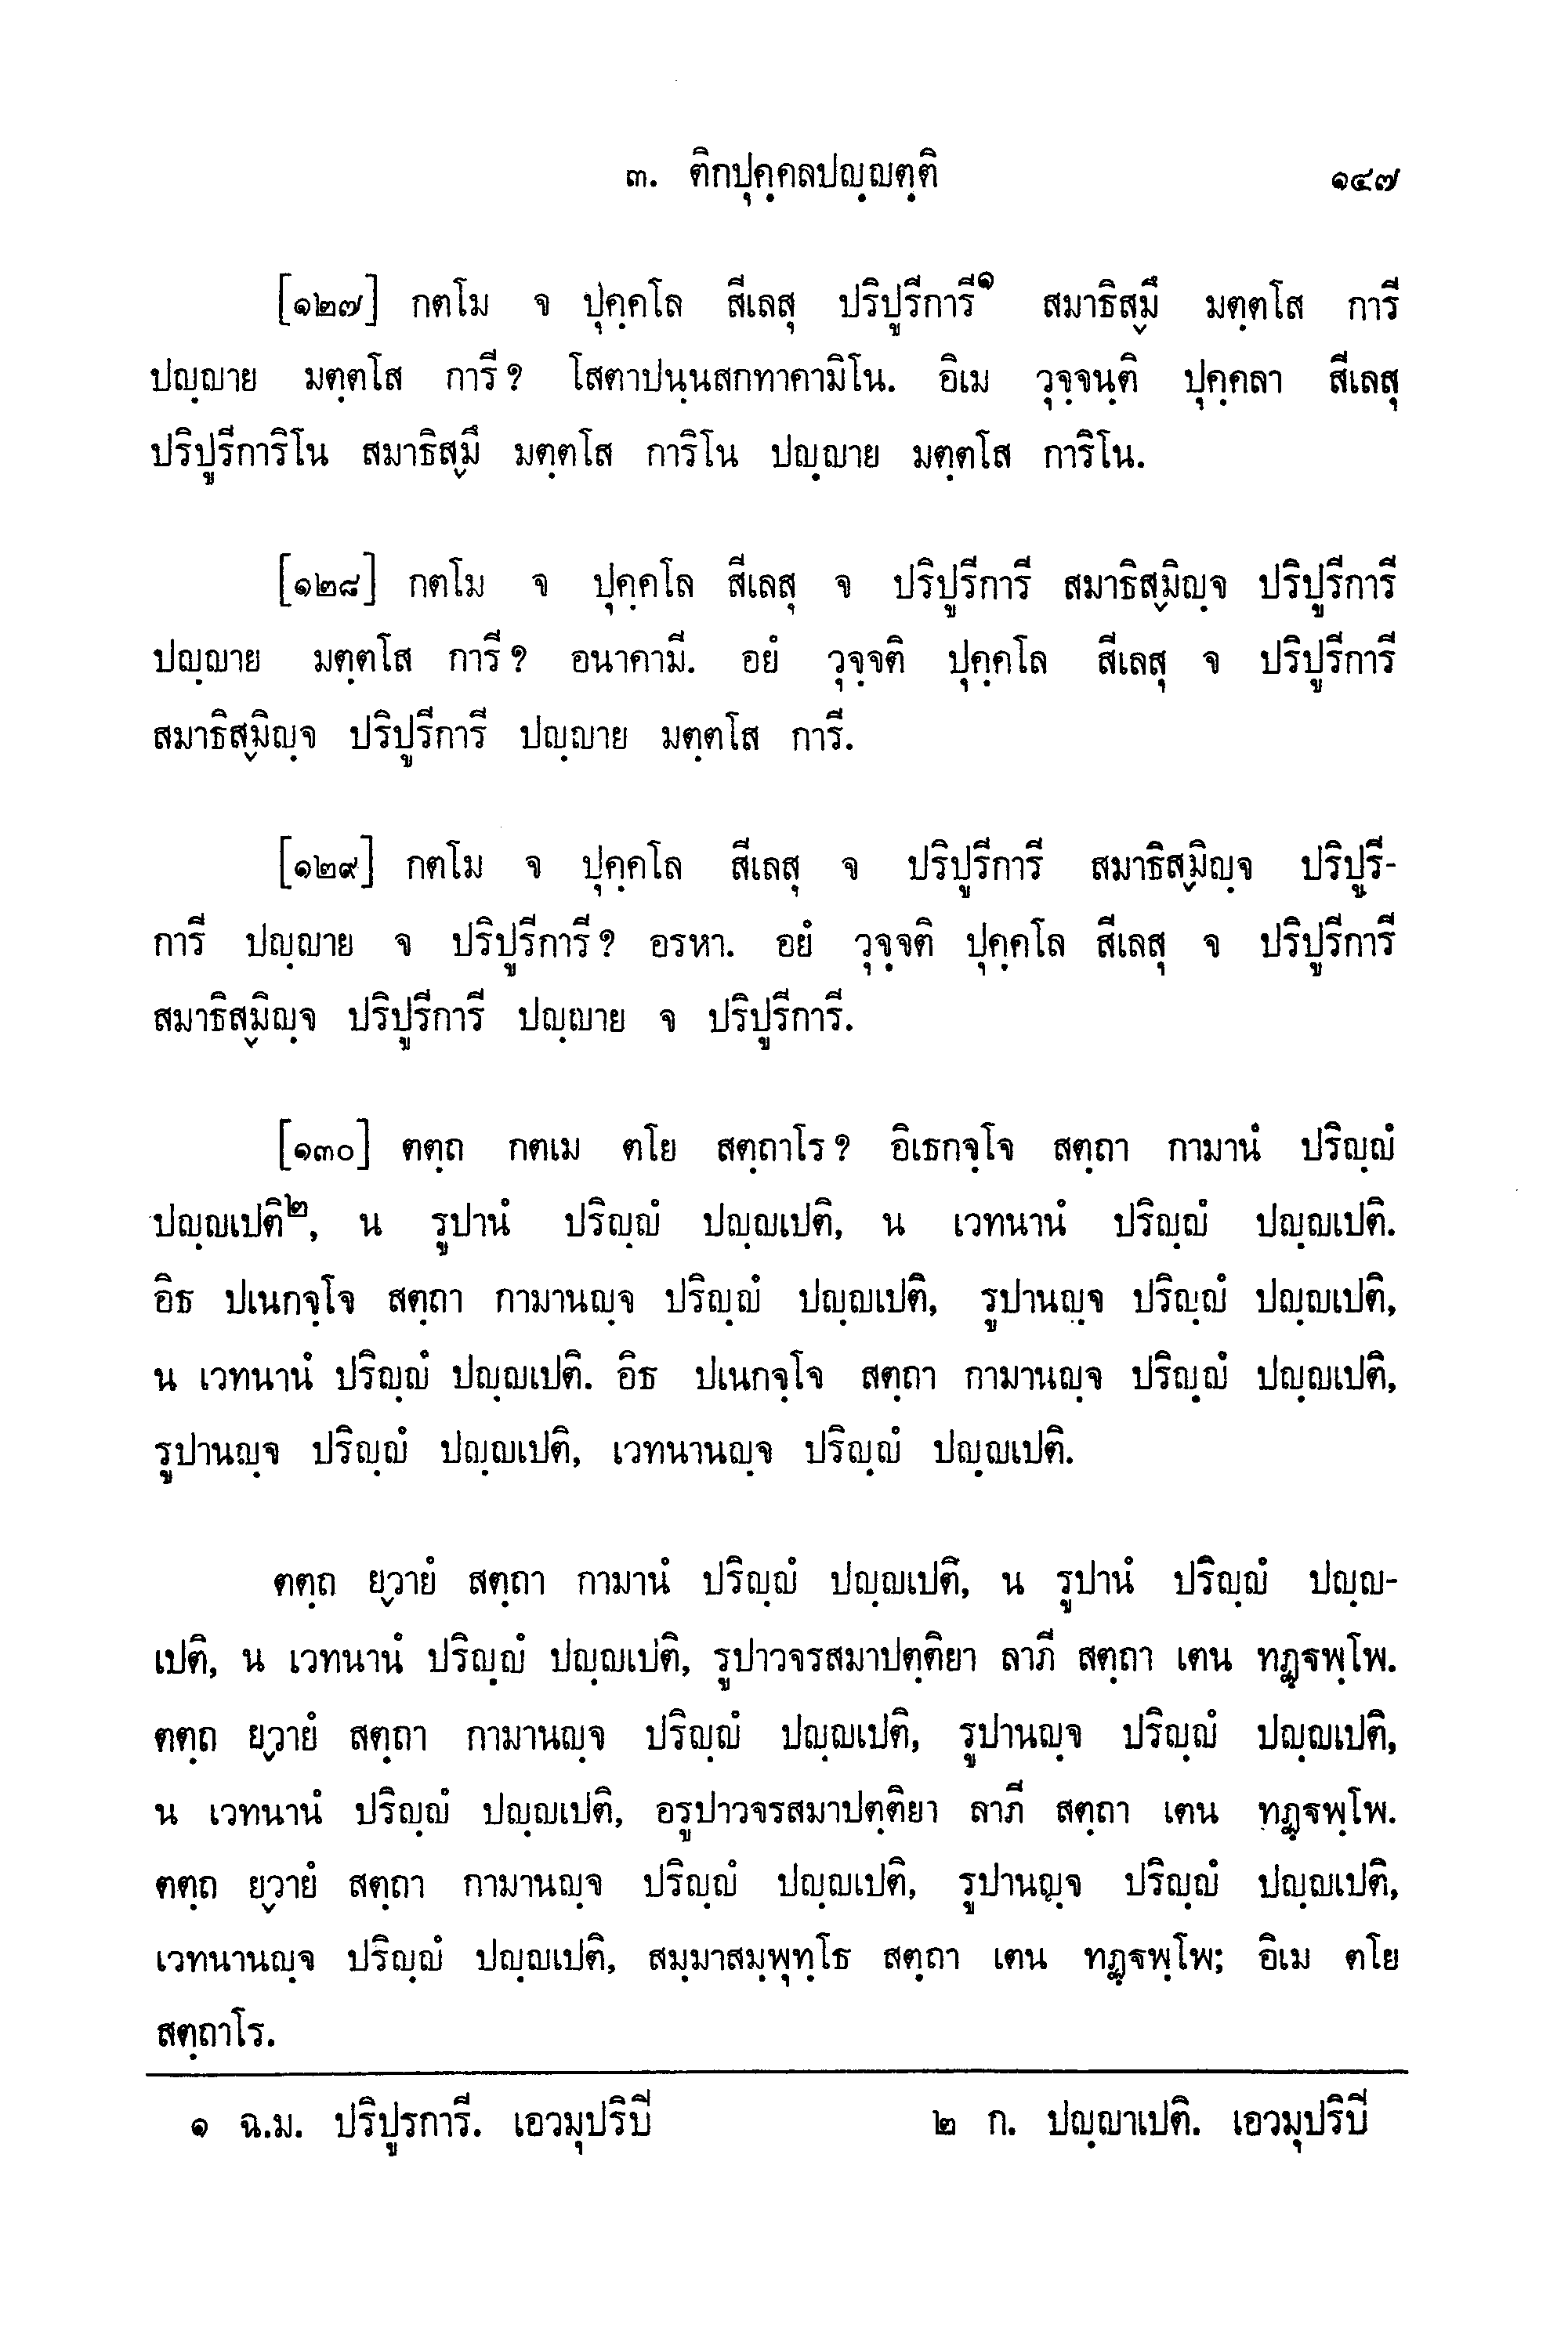 ๓. ติกปุคฺคลปญฺญตฺติ ๑๔๗
[๑๒๗] กตโม จ ปุคฺคโล สีเลสุ ปริปูรีการี๑ สมาธิสฺมึ มตฺตโส การี
ปญฺญาย มตฺตโส การี? โสตาปนฺนสกทาคามิโน. อิเม วุจฺจนฺติ ปุคฺคลา สีเลสุ
ปริปูรีการิโน สมาธิสฺมึ มตฺตโส การิโน ปญฺญาย มตฺตโส การิโน.
[๑๒๘] กตโม จ ปุคฺคโล สีเลสุ จ ปริปูรีการี สมาธิสฺมิญฺจ ปริปูรีการี
ปญฺญาย มตฺตโส การี? อนาคามี. อยํ วุจฺจติ ปุคฺคโล สีเลสุ จ ปริปูรีการี
สมาธิสฺมิญฺจ ปริปูรีการี ปญฺญาย มตฺตโส การี.
[๑๒๙] กตโม จ ปุคฺคโล สีเลสุ จ ปริปูรีการี สมาธิสฺมิญฺจ ปริปูรี-
การี ปญฺญาย จ ปริปูรีการี? อรหา. อยํ วุจฺจติ ปุคฺคโล สีเลสุ จ ปริปูรีการี
สมาธิสฺมิญฺจ ปริปูรีการี ปญฺญาย จ ปริปูรีการี.
[๑๓๐] ตตฺถ กตเม ตโย สตฺถาโร? อิเธกจฺโจ สตฺถา กามานํ ปริญฺญํ
ปญฺญเปติ๒, น รูปานํ ปริญฺญํ ปญฺญเปติ, น เวทนานํ ปริญฺญํ ปญฺญเปติ.
อิธ ปเนกจฺโจ สตฺถา กามานญฺจ ปริญฺญํ ปญฺญเปติ, รูปานญฺจ ปริญฺญํ ปญฺญเปติ,
น เวทนานํ ปริญฺญํ ปญฺญเปติ. อิธ ปเนกจฺโจ สตฺถา กามานญฺจ ปริญฺญํ ปญฺญเปติ,
รูปานญฺจ ปริญฺญํ ปญฺญเปติ, เวทนานญฺจ ปริญฺญํ ปญฺญเปติ.
ตตฺถ ยฺวายํ สตฺถา กามานํ ปริญฺญํ ปญฺญเปติ, น รูปานํ ปริญฺญํ ปญฺญ-
เปติ, น เวทนานํ ปริญฺญํ ปญฺญเปติ, รูปาวจรสมาปตฺติยา ลาภี สตฺถา เตน ทฏฺฐพฺโพ.
ตตฺถ ยฺวายํ สตฺถา กามานญฺจ ปริญฺญํ ปญฺญเปติ, รูปานญฺจ ปริญฺญํ ปญฺญเปติ,
น เวทนานํ ปริญฺญํ ปญฺญเปติ, อรูปาวจรสมาปตฺติยา ลาภี สตฺถา เตน ทฏฺฐพฺโพ.
ตตฺถ ยฺวายํ สตฺถา กามานญฺจ ปริญฺญํ ปญฺญเปติ, รูปานญฺจ ปริญฺญํ ปญฺญเปติ,
เวทนานญฺจ ปริญฺญํ ปญฺญเปติ, สมฺมาสมฺพุทฺโธ สตฺถา เตน ทฏฺฐพฺโพ; อิเม ตโย
สตฺถาโร.
๑ ฉ.ม. ปริปูรการี. เอวมุปริบี ๒ ก. ปญฺญาเปติ. เอวมุปริบี